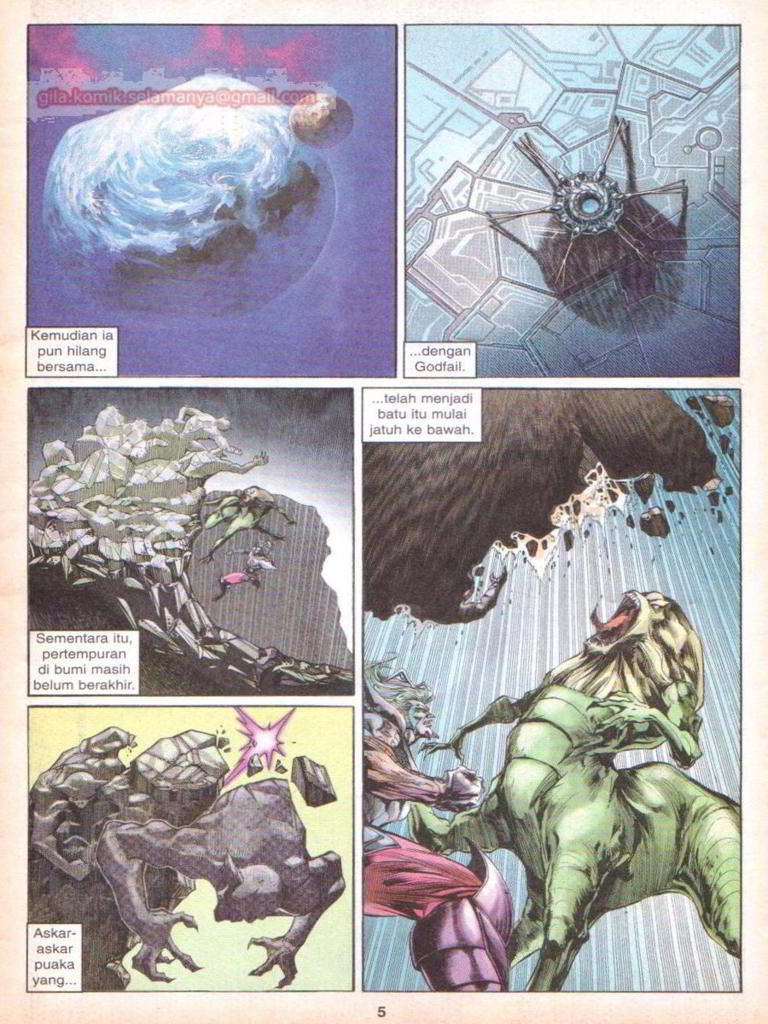 gila.komik.selamanya@gmail.com
Kemudian ia
pun hilang
bersama...
...dengan
Godfail.
Sementara itu,
pertempuran
di bumi masih
belum berakhir.
Askar-
askar
puaka
yang...
...telah menjadi
batu itu mulai
jatuh ke bawah.
5